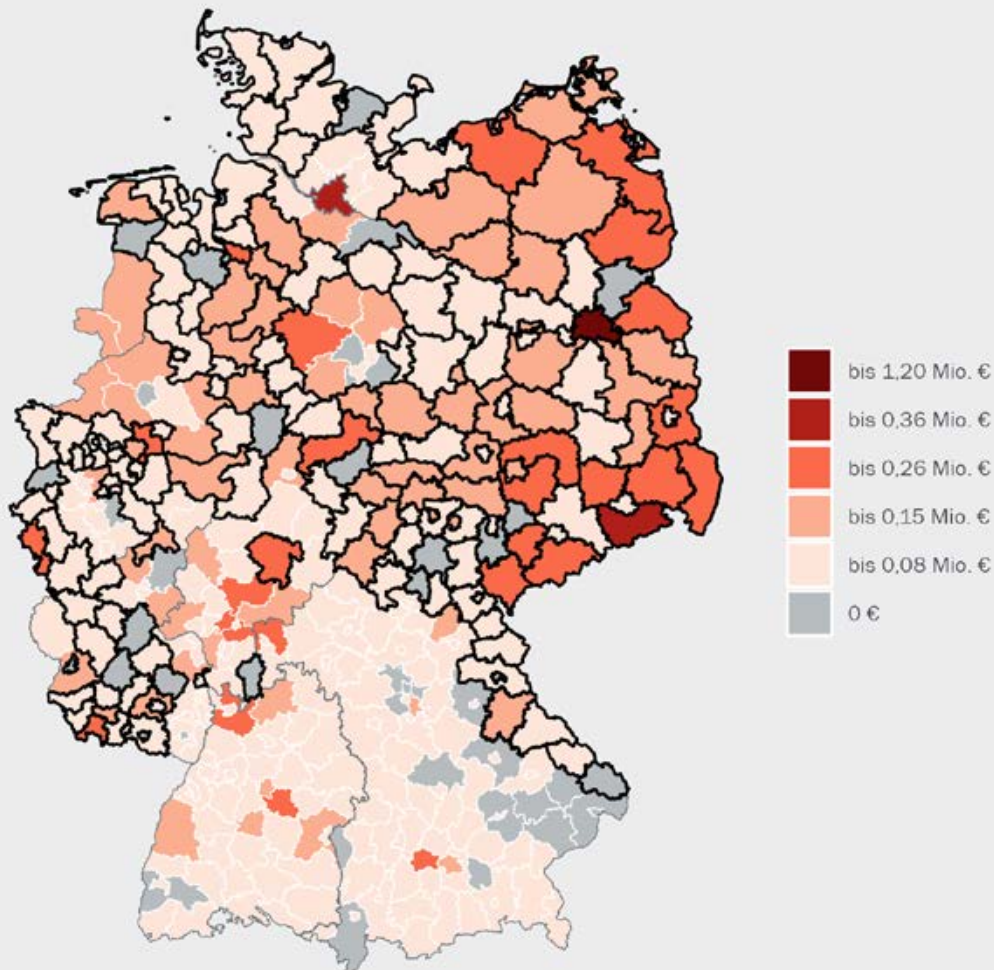 bis 1,20 Mio. €
bis 0,36 Mio. €
bis 0,26 Mio. €
bis 0,15 Mio. €
bis 0,08 Mio. €
0 €